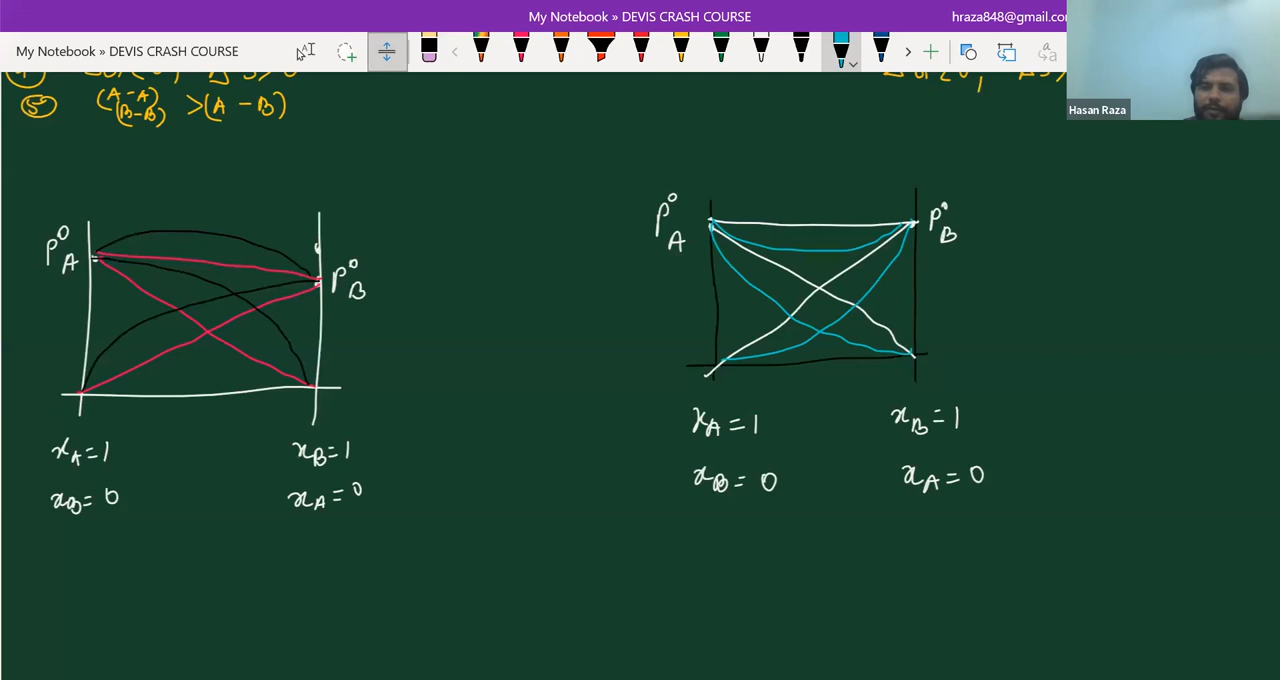 My Notebook » DEVIS CRASH COURSE
hraza848@gmail.co
My Notebook » DEVIS CRASH COURSE
Hasan Raza
⑤ (A-A) (B-B) > (A-B)
P°A
P°B
xA=1
xB=0
xB=1
xA=0
P°A
P°B
xA=1
xB=0
xB=1
xA=0